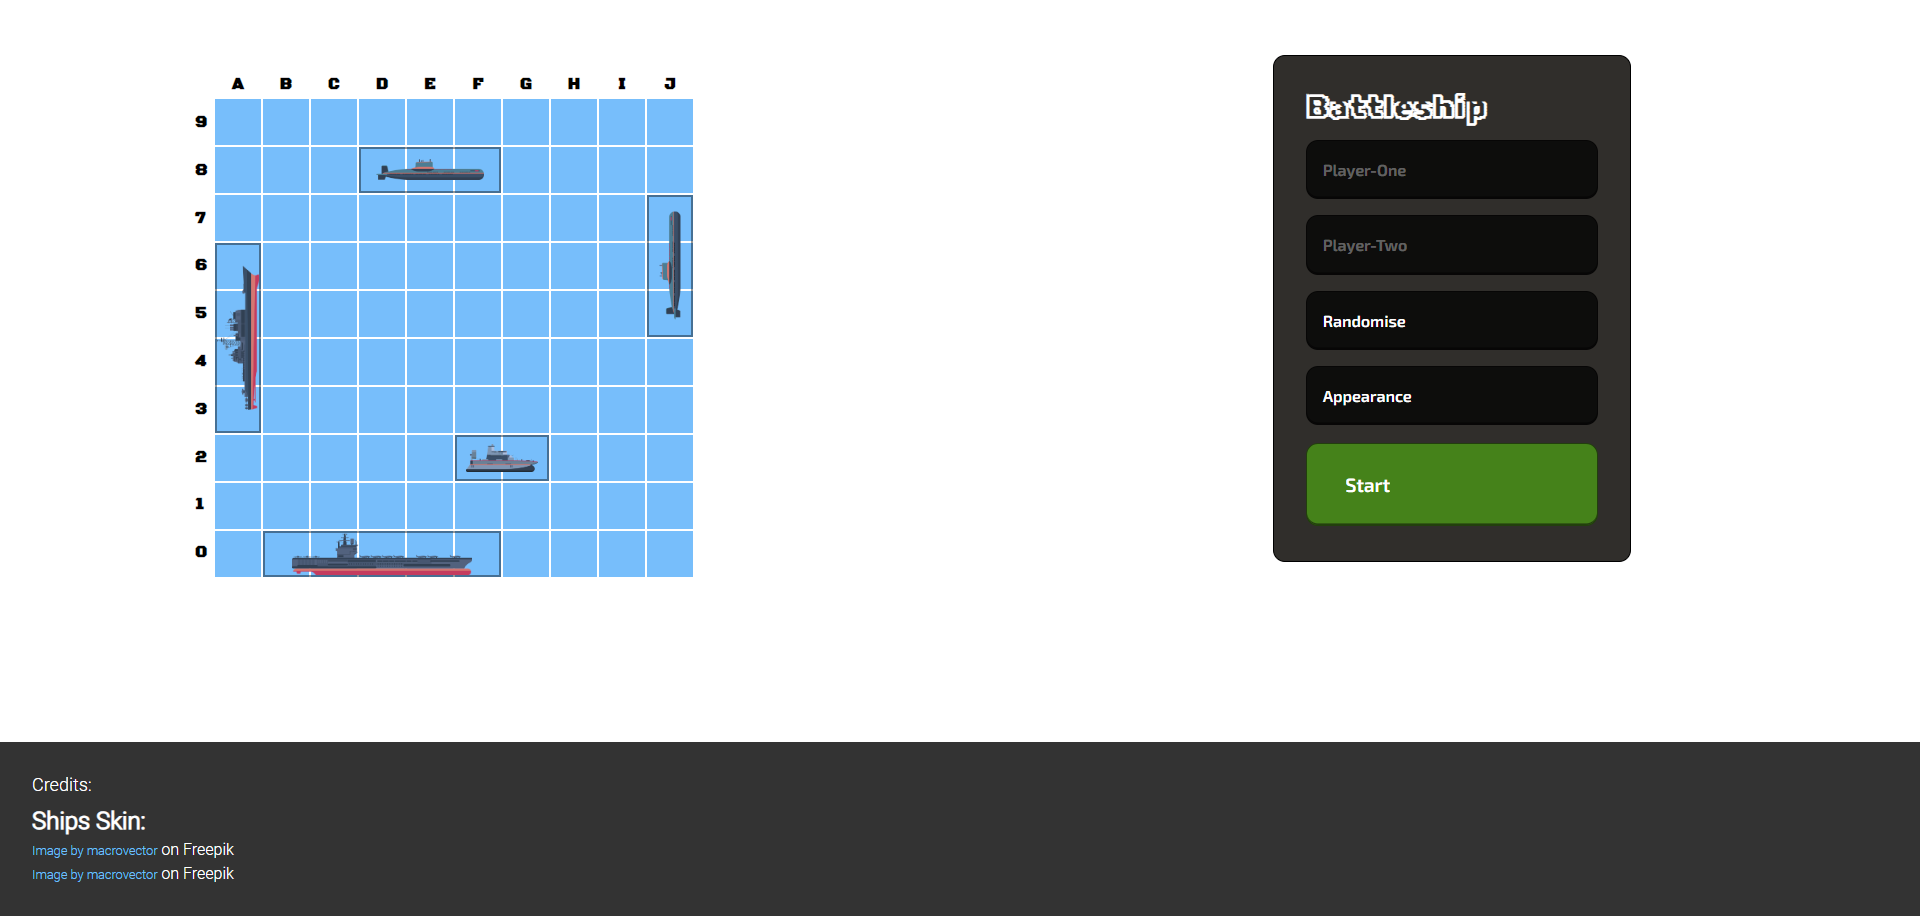 A B C D E F G H I J
9
8
7
6
5
4
3
2
1
0
Battleship
Player-One
Player-Two
Randomise
Appearance
Start
Credits:
Ships Skin:
Image by macrovector on Freepik
Image by macrovector on Freepik